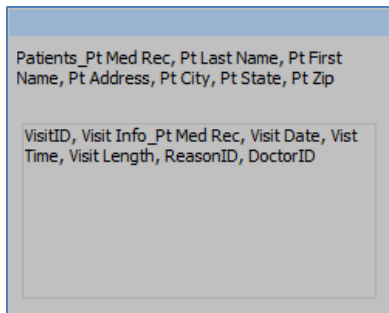 Patients_Pt Med Rec, Pt Last Name, Pt First
Name, Pt Address, Pt City, Pt State, Pt Zip
VisitID, Visit Info_Pt Med Rec, Visit Date, Vist
Time, Visit Length, ReasonID, DoctorID